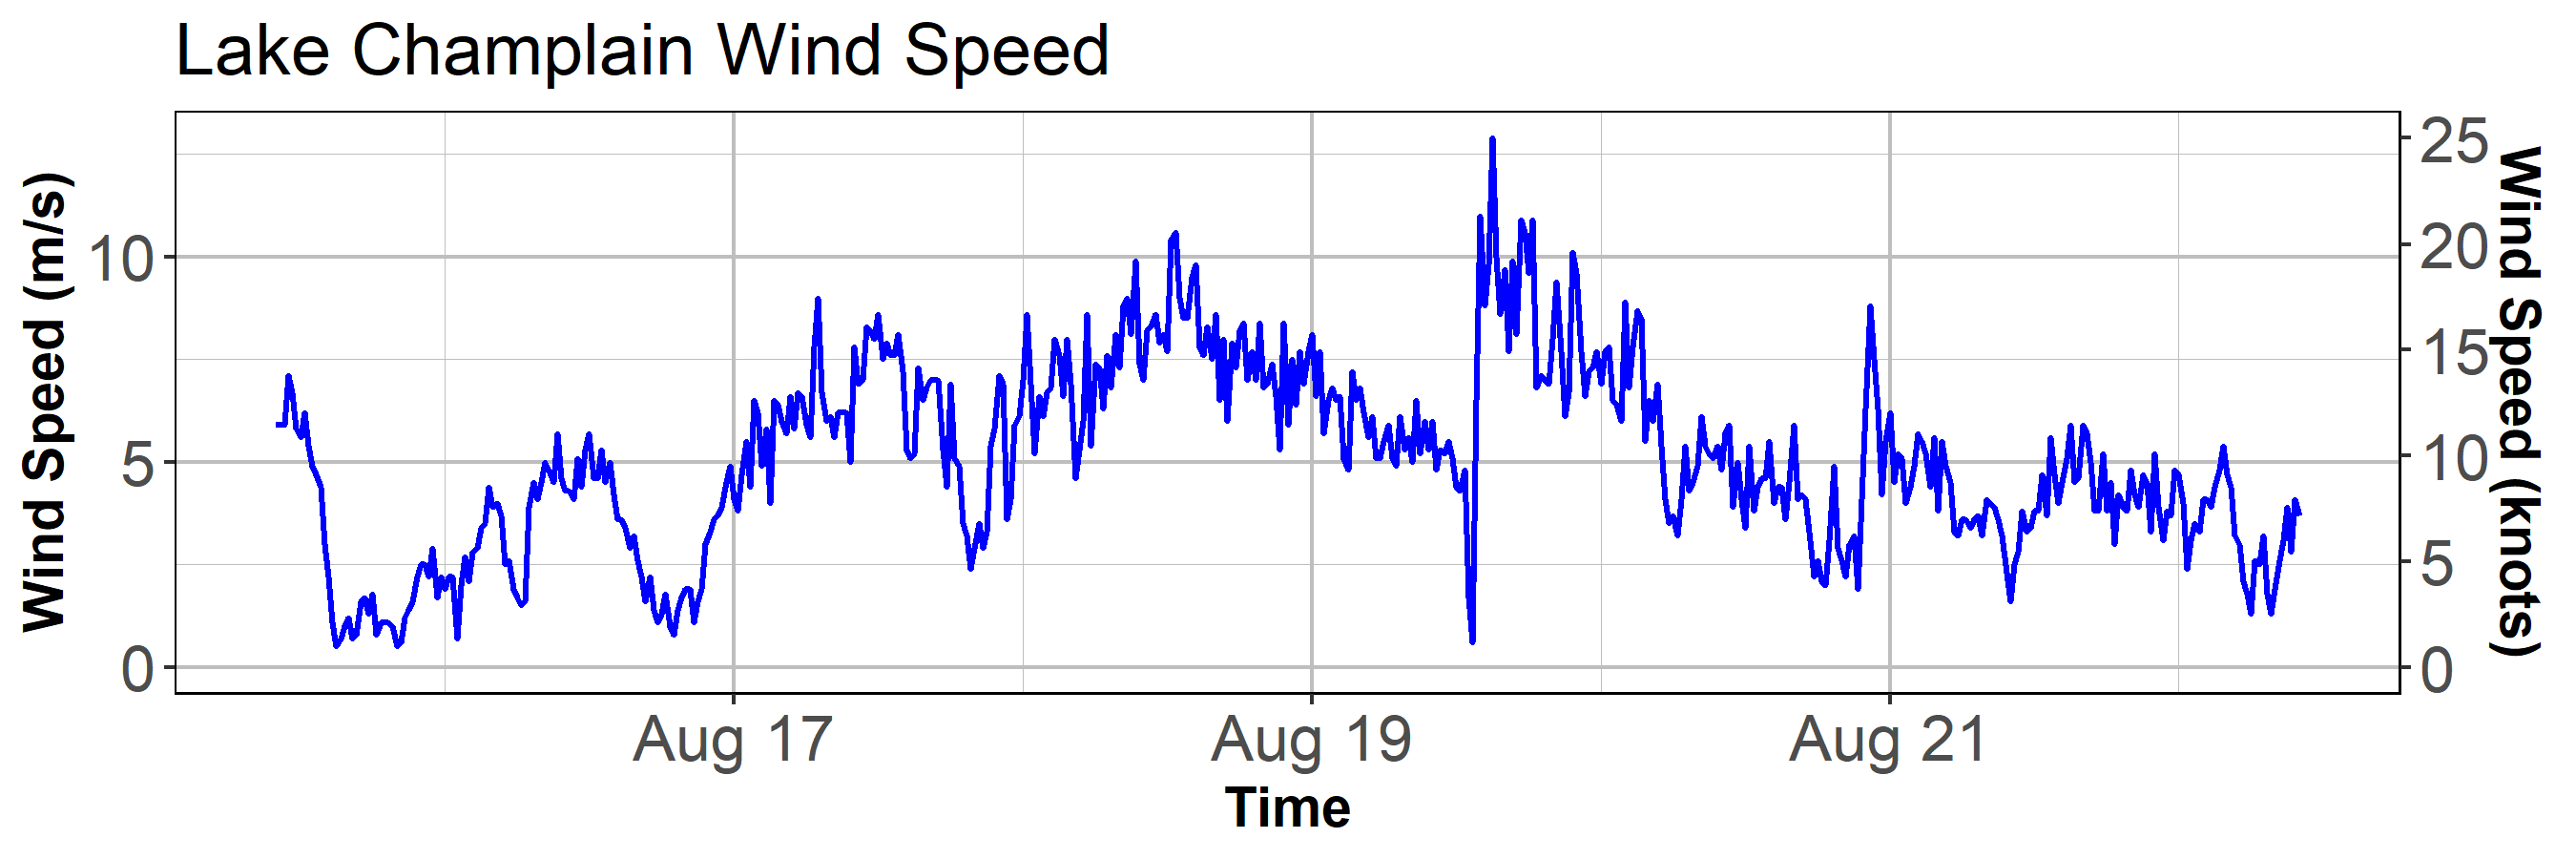 Lake Champlain Wind Speed
Wind Speed (m/s)
10
5
0
25
20
15
10
5
0
Wind Speed (knots)
Aug 17 Aug 19 Aug 21
Time